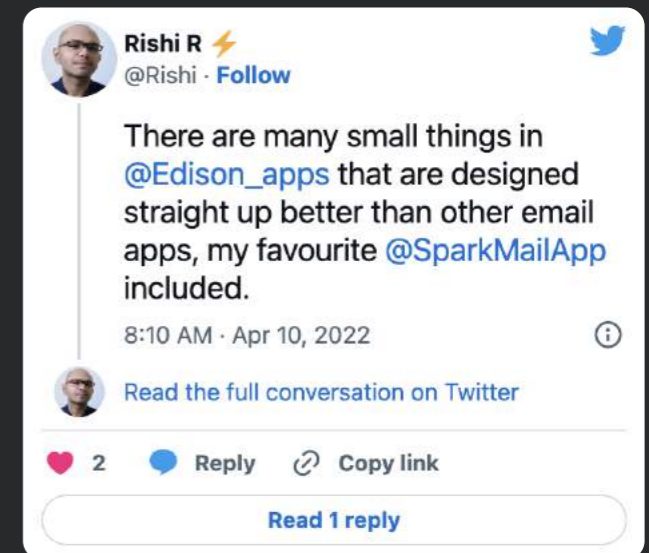 Rishi R ⚡
@Rishi · Follow
There are many small things in
@Edison_apps that are designed
straight up better than other email
apps, my favourite @SparkMailApp
included.
8:10 AM · Apr 10, 2022
Read the full conversation on Twitter
2 Reply Copy link
Read 1 reply